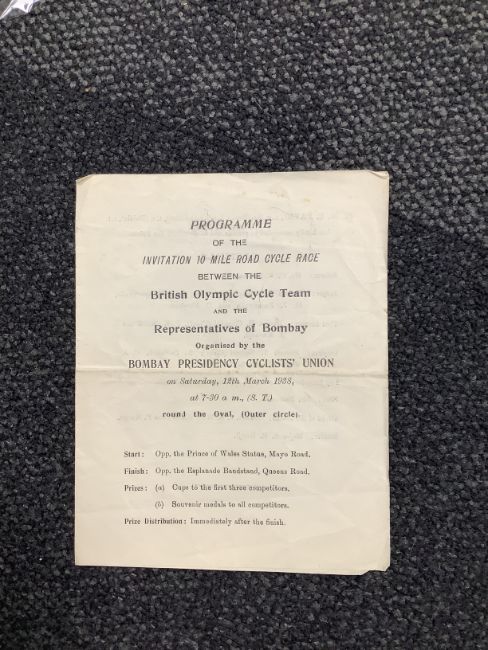 PROGRAMME
OF THE
INVITATION 10 MILE ROAD CYCLE RACE
BETWEEN THE
British Olympic Cycle Team
AND THE
Representatives of Bombay
Organised by the
BOMBAY PRESIDENCY CYCLISTS' UNION
on Saturday, 12th March 1938,
at 7-30 a m., (S. T.)
round the Oval, (Outer circle).
Start: Opp. the Prince of Wales Statue, Mayo Road.
Finish: Opp. the Esplanade Bandstand, Queens Road.
Prizes: (a) Cups to the first three competitors.
(b) Souvenir medals to all competitors.
Prize Distribution: Immediately after the finish.